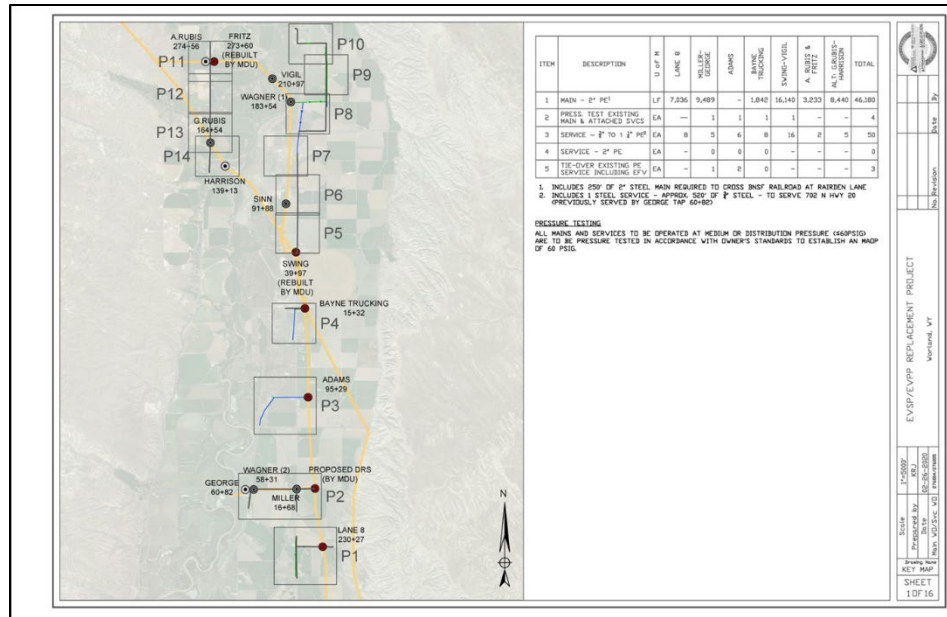 A.RUBIS
274-56
FRITZ
273+60
(REBUILT
BY MDU)
P11
P10
P9
P12
VIGIL
210+97
WAGNER (1)
183+54
P8
P13
G.RUBIS
164+54
P14
P7
HARRISON
139+13
P6
SINN
91+88
P5
SWING
39+97
(REBUILT
BY MDU)
BAYNE TRUCKING
15+32
P4
ADAMS
95+29
P3
WAGNER (2)
58+31
PROPOSED DRS
(BY MDU)
GEORGE
60+82
MILLER
16+68
P2
LANE 8
230+27
P1
N
ITEM DESCRIPTION U of M LANE 8 MILLER-GEORGE ADAMS BAYNE TRUCKING SWING-VIGIL A. RUBIS & FRITZ ALT: G.RUBIS-HARRISON TOTAL
1 MAIN - 2" PE¹ LF 7,036 9,489 - 1,842 16,140 3,233 8,440 46,180
2 PRESS. TEST EXISTING MAIN & ATTACHED SVCS EA - 1 1 1 1 - - 4
3 SERVICE - ¾" TO 1 ¼" PE² EA 8 5 6 8 16 2 5 50
4 SERVICE - 2" PE EA - 0 0 0 - - - 0
5 TIE-OVER EXISTING PE SERVICE INCLUDING EFV EA - 1 2 0 - - - 3
1. INCLUDES 250' OF 2" STEEL MAIN REQUIRED TO CROSS BNSF RAILROAD AT RAIRDEN LANE
2. INCLUDES 1 STEEL SERVICE - APPROX. 520' OF ¾" STEEL - TO SERVE 702 N HWY 20
(PREVIOUSLY SERVED BY GEORGE TAP 60+82)
PRESSURE TESTING
ALL MAINS AND SERVICES TO BE OPERATED AT MEDIUM OR DISTRIBUTION PRESSURE (≤60PSIG)
ARE TO BE PRESSURE TESTED IN ACCORDANCE WITH OWNER'S STANDARDS TO ESTABLISH AN MAOP
OF 60 PSIG.
No. Revision Date By
EVSP/EVPP REPLACEMENT PROJECT
Worland, WY
Scale 1"=5000'
Prepared by KRJ
Date 02-26-2020
Main WO/Svc WO
Drawing Name
KEY MAP
SHEET
1 OF 16